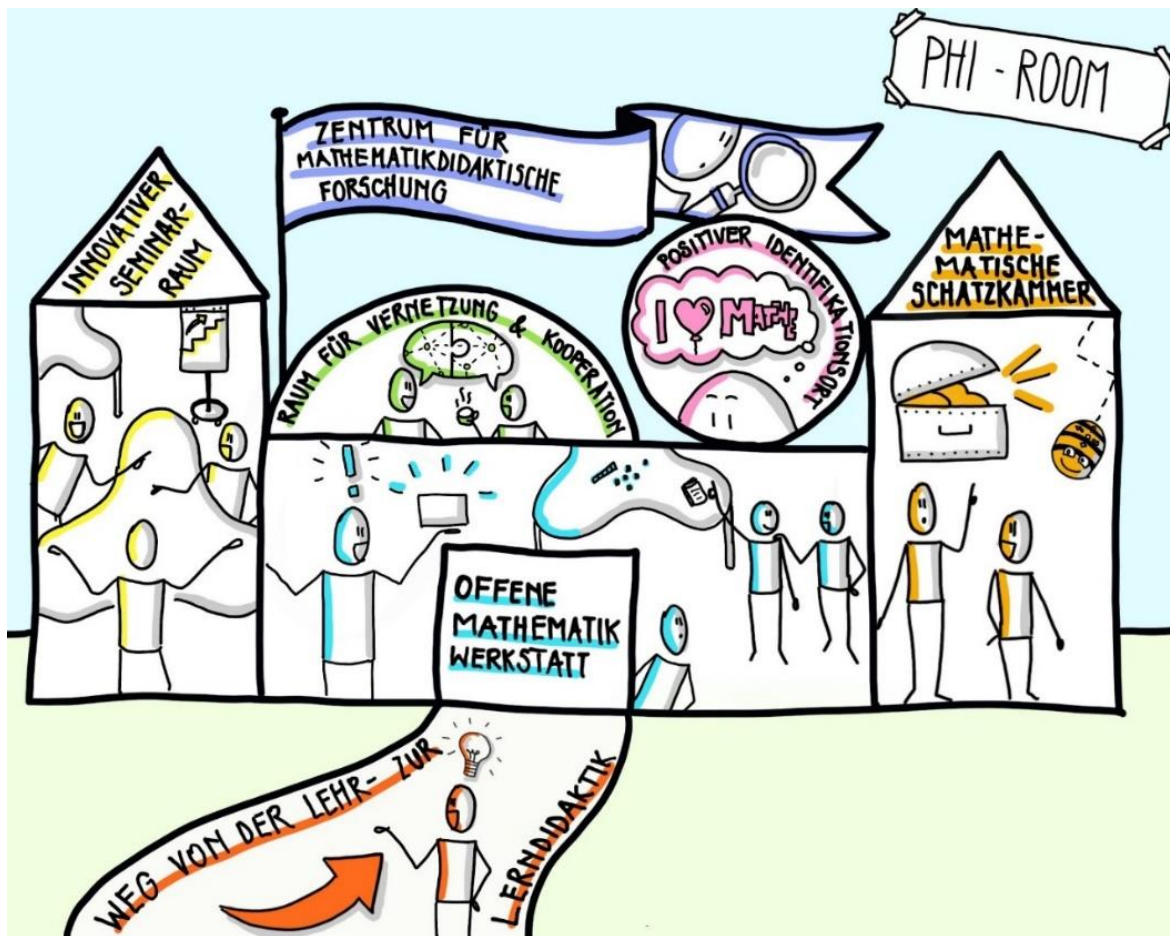 PHI - ROOM
ZENTRUM FÜR
MATHEMATIKDIDAKTISCHE
FORSCHUNG
INNOVATIVER
SEMINAR-
RAUM
RAUM FÜR VERNETZUNG & KOOPERATION
POSITIVER IDENTIFIKATIONSORT
I ♥ MATHE
MATHE-
MATISCHE
SCHATZKAMMER
OFFENE
MATHEMATIK
WERKSTATT
WEG VON DER LEHR- ZUR
LERNDIDAKTIK